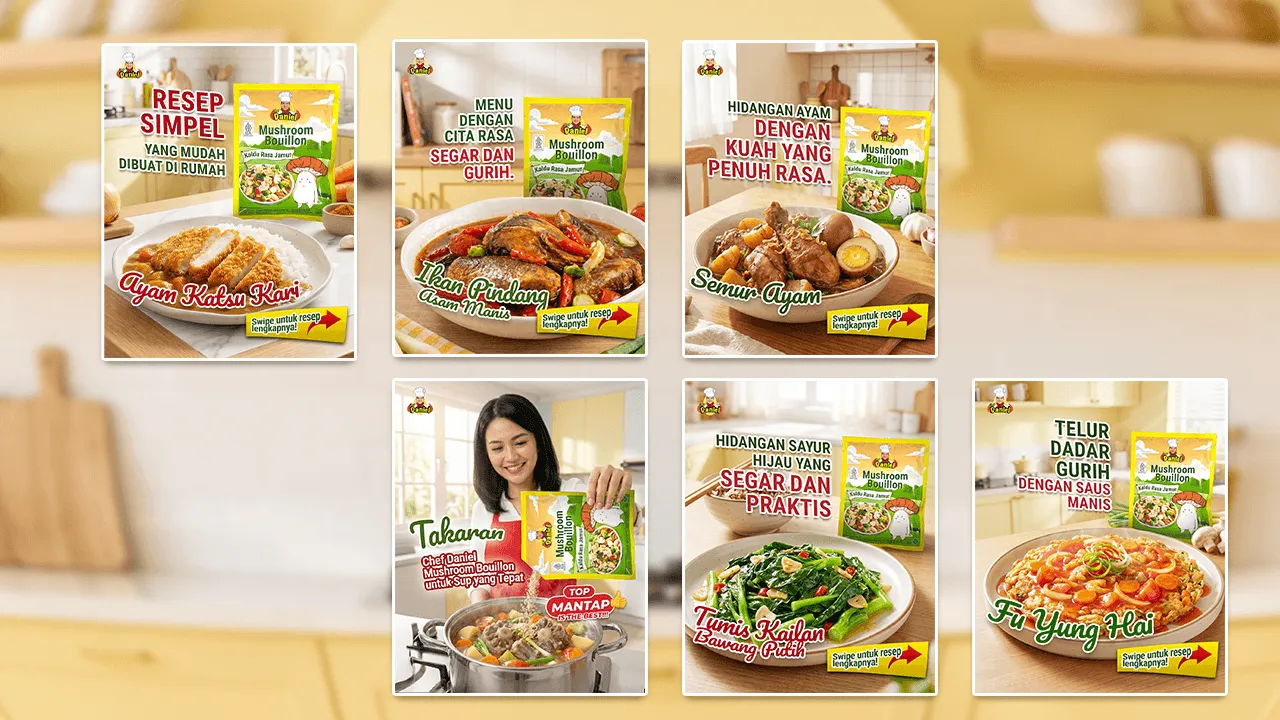 Daniel
RESEP
SIMPEL
YANG MUDAH
DIBUAT DI RUMAH
Daniel
Mushroom
Bouillon
Kaldu Rasa Jamur
Ayam Katsu Kari
Swipe untuk resep
lengkapnya!
Daniel
MENU
DENGAN
CITA RASA
SEGAR DAN
GURIH.
Daniel
Mushroom
Bouillon
Kaldu Rasa Jamur
Ikan Pindang
Asam Manis
Swipe untuk resep
lengkapnya!
Daniel
HIDANGAN AYAM
DENGAN
KUAH YANG
PENUH RASA.
Daniel
Mushroom
Bouillon
Kaldu Rasa Jamur
Semur Ayam
Swipe untuk resep
lengkapnya!
Daniel
Takaran
Chef Daniel
Mushroom Bouillon
untuk Sup yang Tepat
Daniel
Mushroom
Bouillon
Kaldu Rasa Jamur
TOP
MANTAP
IS THE BEST!!!
Daniel
HIDANGAN SAYUR
HIJAU YANG
SEGAR DAN
PRAKTIS
Daniel
Mushroom
Bouillon
Kaldu Rasa Jamur
Tumis Kailan
Bawang Putih
Swipe untuk resep
lengkapnya!
Daniel
TELUR
DADAR
GURIH
DENGAN SAUS
MANIS
Daniel
Mushroom
Bouillon
Kaldu Rasa Jamur
Fu Yung Hai
Swipe untuk resep
lengkapnya!